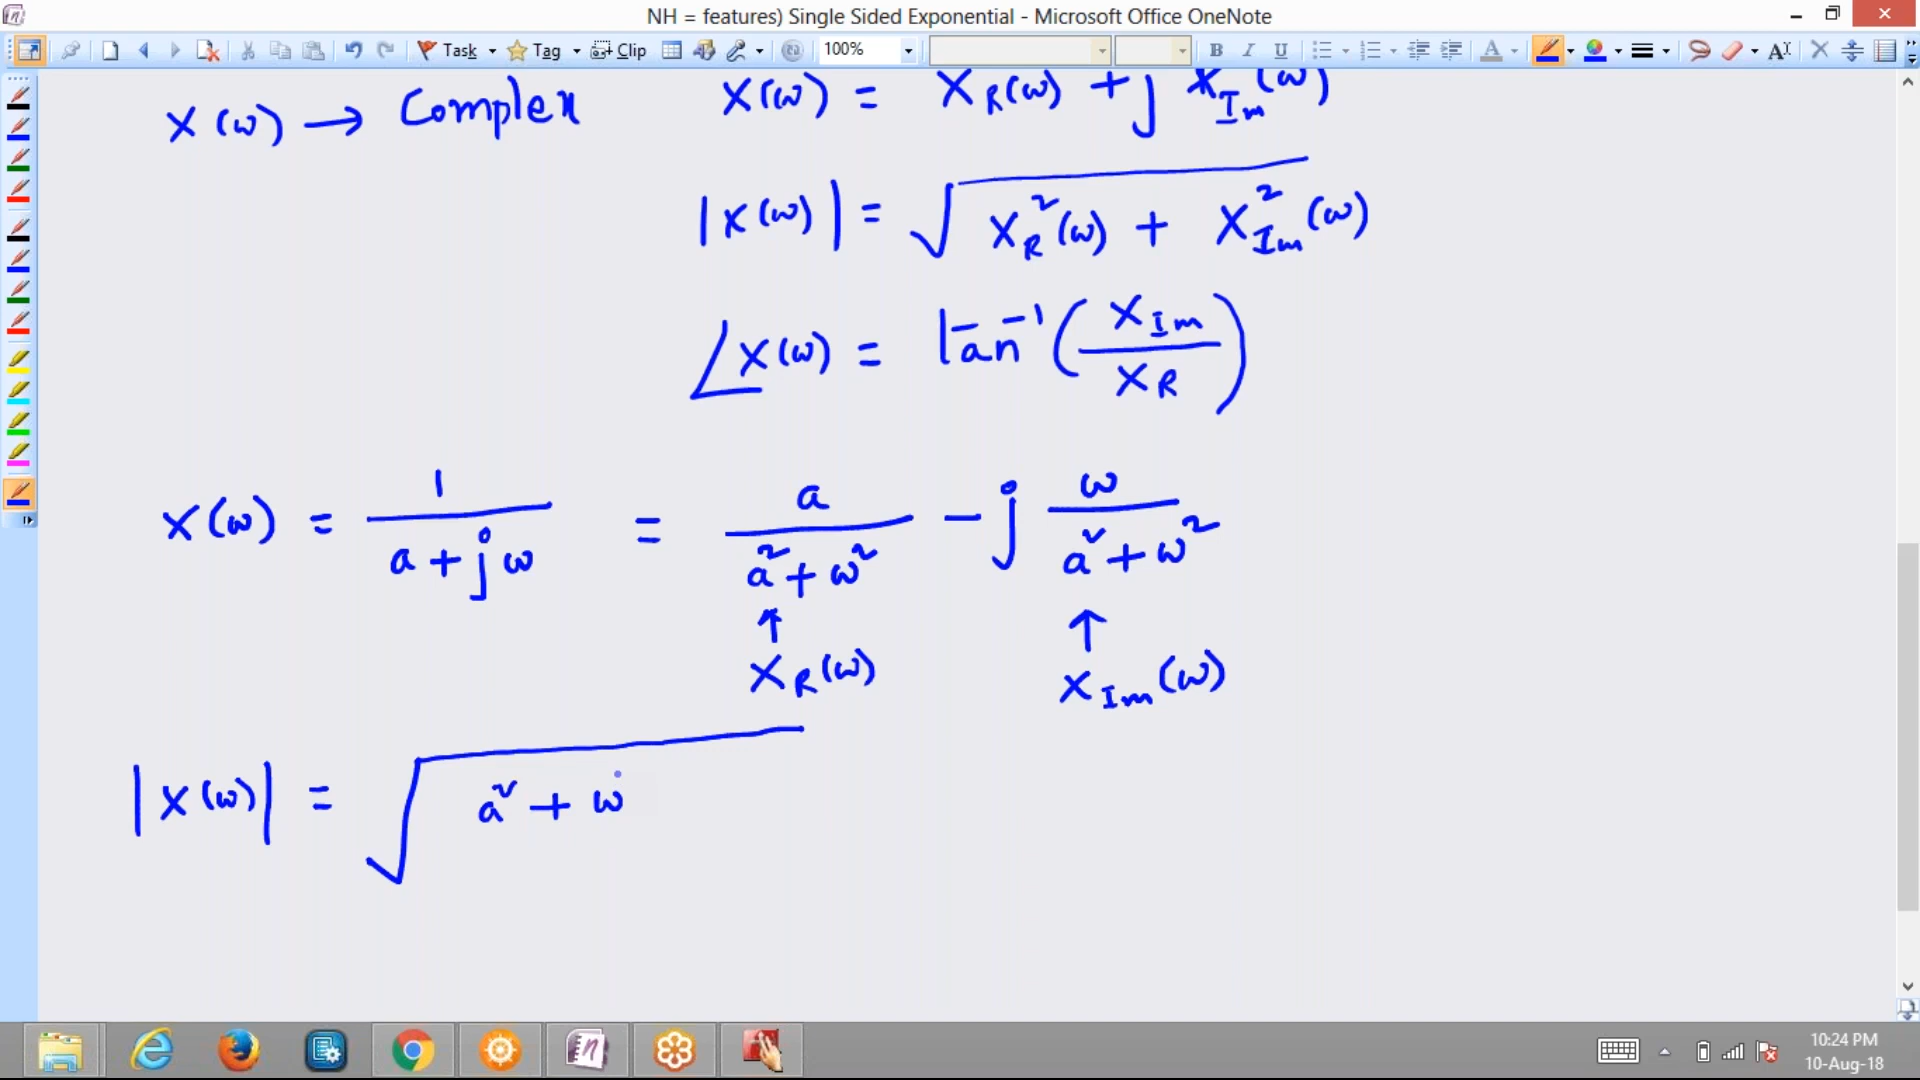 NH = features) Single Sided Exponential - Microsoft Office OneNote
Task Tag Clip 100% B I U A A
X(ω) → Complex X(ω) = X_R(ω) + j X_Im(ω)
|X(ω)| = √(X_R²(ω) + X_Im²(ω))
∠X(ω) = tan⁻¹(X_Im / X_R)
X(ω) = 1 / (a + jω) = a / (a² + ω²) - j ω / (a² + ω²)
↑ ↑
X_R(ω) X_Im(ω)
|X(ω)| = √(a² + ω
10:24 PM
10-Aug-18